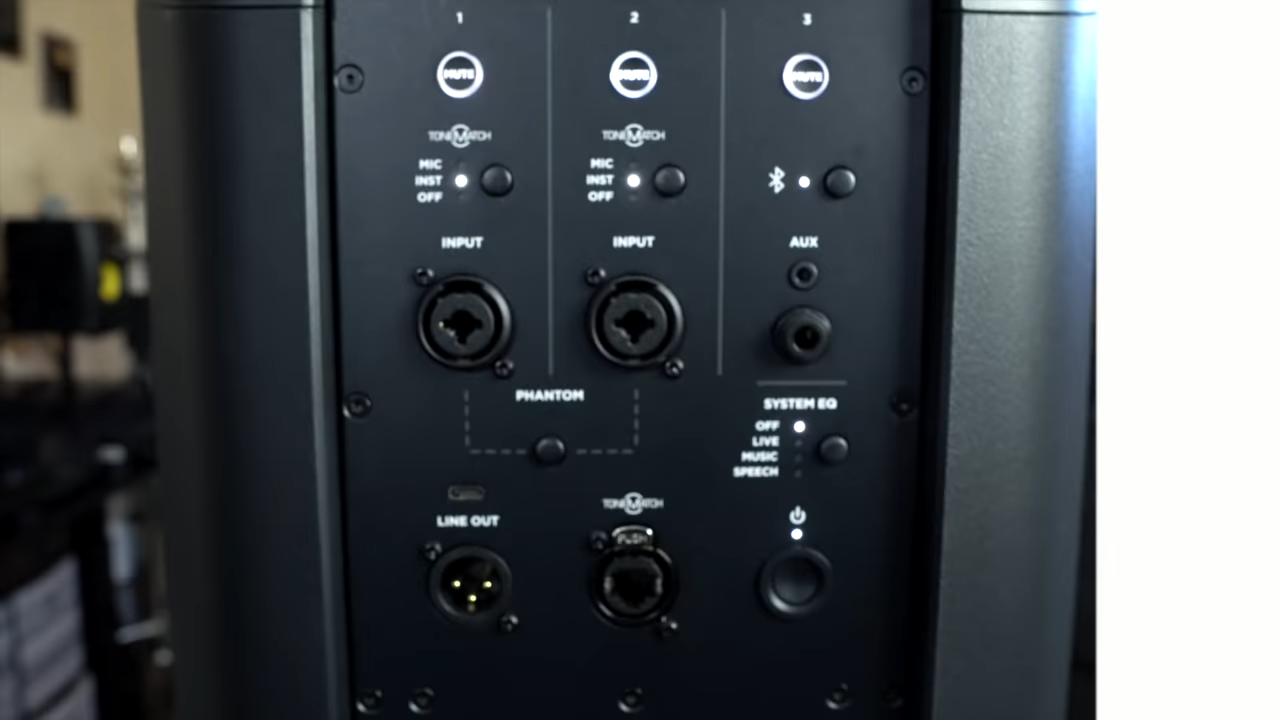 1 2 3
MUTE MUTE MUTE
TONEMATCH TONEMATCH
MIC MIC
INST INST
OFF OFF
INPUT INPUT AUX
PHANTOM
SYSTEM EQ
OFF
LIVE
MUSIC
SPEECH
TONEMATCH
LINE OUT
PUSH